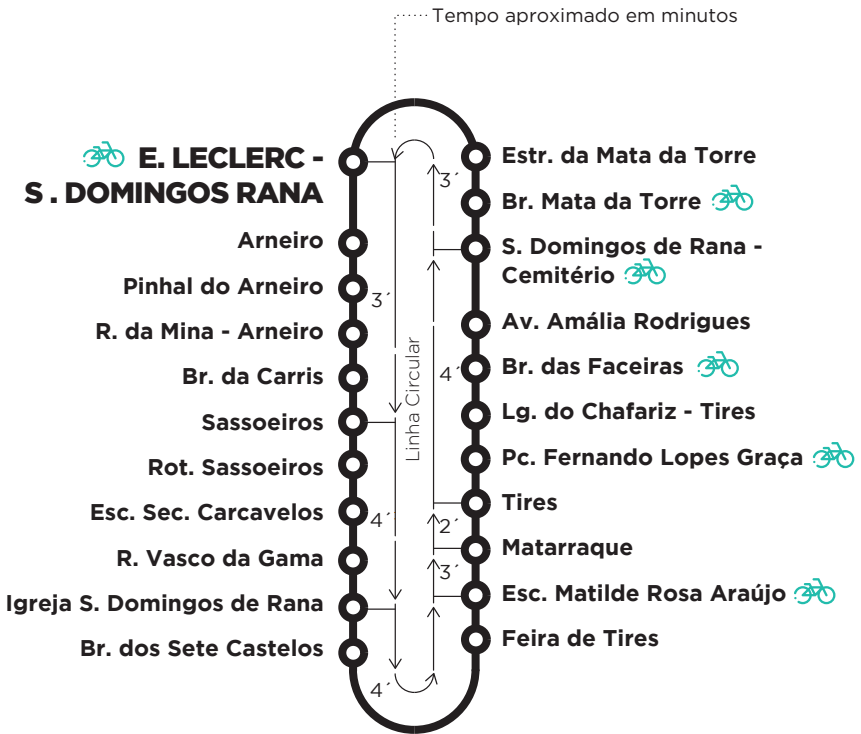 Tempo aproximado em minutos
E. LECLERC -
S . DOMINGOS RANA
Arneiro
Pinhal do Arneiro
R. da Mina - Arneiro
Br. da Carris
Sassoeiros
Rot. Sassoeiros
Esc. Sec. Carcavelos
R. Vasco da Gama
Igreja S. Domingos de Rana
Br. dos Sete Castelos
3´
4´
4´
Linha Circular
3´
4´
2´
3´
Estr. da Mata da Torre
Br. Mata da Torre
S. Domingos de Rana -
Cemitério
Av. Amália Rodrigues
Br. das Faceiras
Lg. do Chafariz - Tires
Pc. Fernando Lopes Graça
Tires
Matarraque
Esc. Matilde Rosa Araújo
Feira de Tires